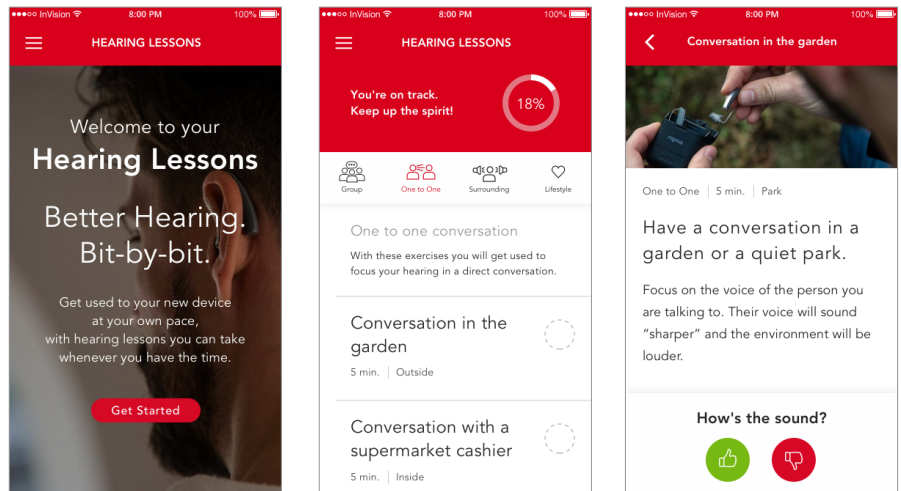 InVision 8:00 PM 100%
HEARING LESSONS
Welcome to your
Hearing Lessons
Better Hearing.
Bit-by-bit.
Get used to your new device
at your own pace,
with hearing lessons you can take
whenever you have the time.
Get Started
InVision 8:00 PM 100%
HEARING LESSONS
You're on track.
Keep up the spirit!
18%
Group One to One Surrounding Lifestyle
One to one conversation
With these exercises you will get used to
focus your hearing in a direct conversation.
Conversation in the
garden
5 min. | Outside
Conversation with a
supermarket cashier
5 min. | Inside
InVision 8:00 PM 100%
Conversation in the garden
One to One | 5 min. | Park
Have a conversation in a
garden or a quiet park.
Focus on the voice of the person you
are talking to. Their voice will sound
“sharper” and the environment will be
louder.
How's the sound?